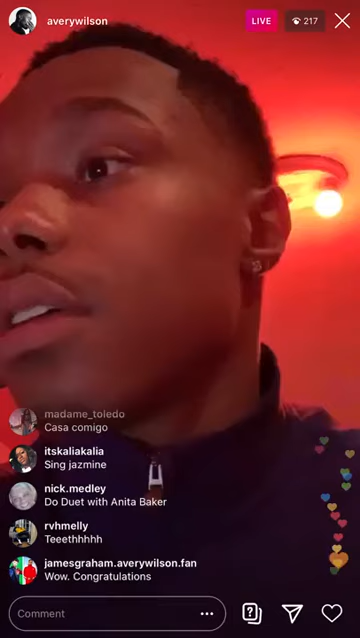 averywilson
LIVE
217
madame_toledo
Casa comigo
itskaliakalia
Sing jazmine
nick.medley
Do Duet with Anita Baker
rvhmelly
Teeethhhhh
jamesgraham.averywilson.fan
Wow. Congratulations
Comment